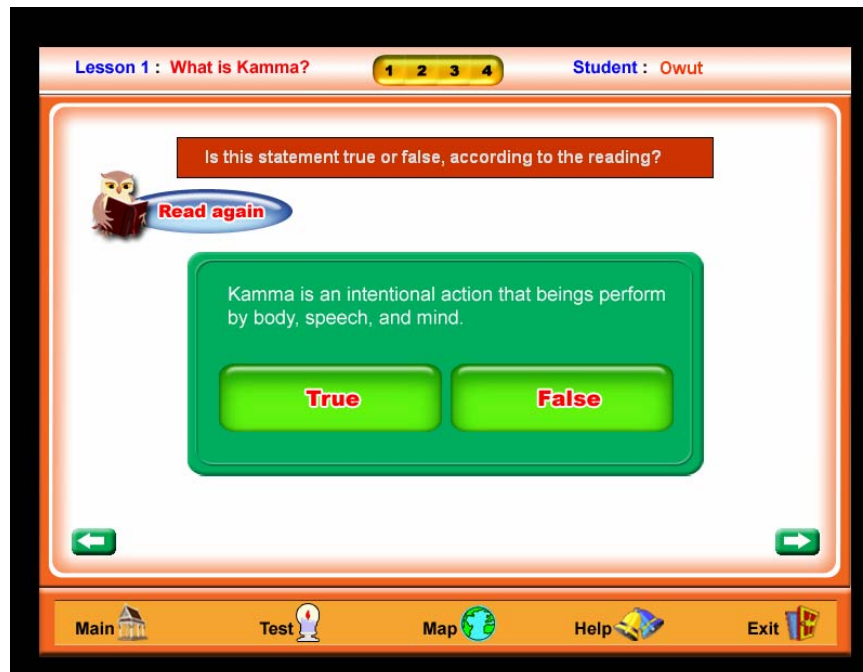 Lesson 1 : What is Kamma?
1 2 3 4
Student : Owut
Is this statement true or false, according to the reading?
Read again
Kamma is an intentional action that beings perform
by body, speech, and mind.
True
False
Main
Test
Map
Help
Exit